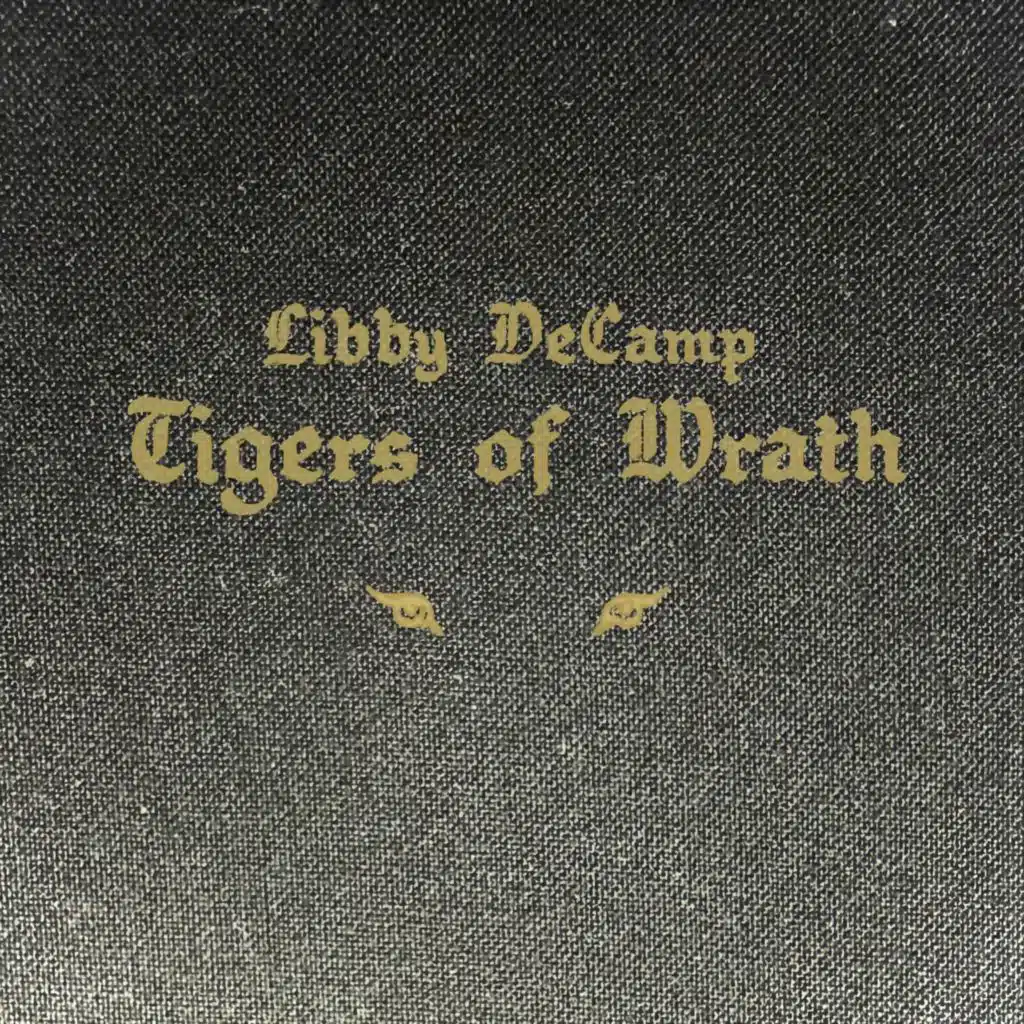 Libby DeCamp
Tigers of Wrath